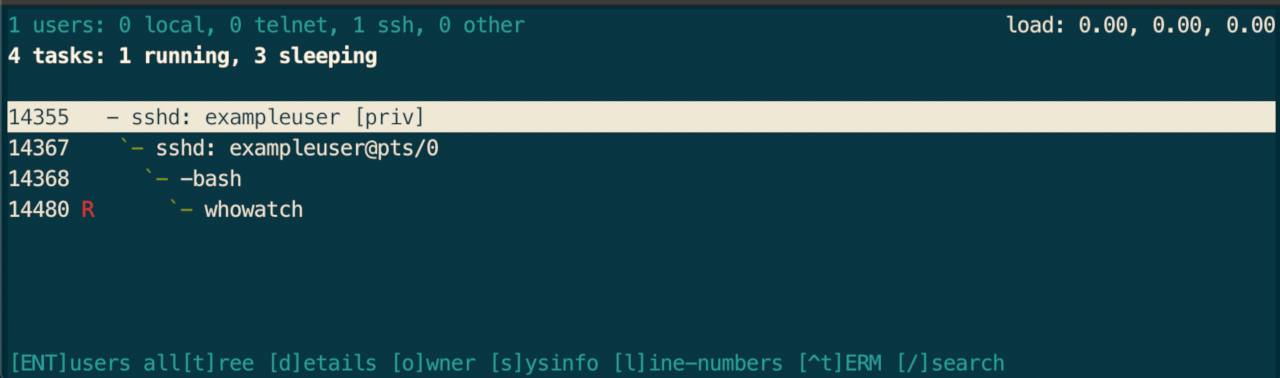 1 users: 0 local, 0 telnet, 1 ssh, 0 other load: 0.00, 0.00, 0.00
4 tasks: 1 running, 3 sleeping
14355 - sshd: exampleuser [priv]
14367 `- sshd: exampleuser@pts/0
14368 `- -bash
14480 R `- whowatch
[ENT]users all[t]ree [d]etails [o]wner [s]ysinfo [l]ine-numbers [^t]ERM [/]search